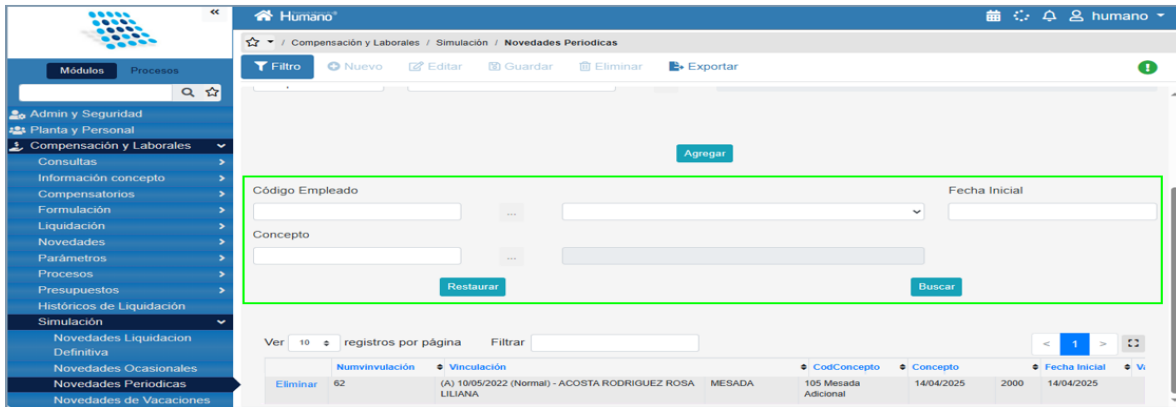 Humano®
humano
/ Compensación y Laborales / Simulación / Novedades Periodicas
Módulos Procesos
Filtro Nuevo Editar Guardar Eliminar Exportar
Admin y Seguridad
Planta y Personal
Compensación y Laborales
Consultas
Información concepto
Compensatorios
Formulación
Liquidación
Novedades
Parámetros
Procesos
Presupuestos
Históricos de Liquidación
Simulación
Novedades Liquidacion
Definitiva
Novedades Ocasionales
Novedades Periodicas
Novedades de Vacaciones
Agregar
Código Empleado Fecha Inicial
...
Concepto
...
Restaurar Buscar
Ver 10 registros por página Filtrar < 1 >
Numvinvulación Vinculación CodConcepto Concepto Fecha Inicial
Eliminar 62 (A) 10/05/2022 (Normal) - ACOSTA RODRIGUEZ ROSA MESADA 105 Mesada 14/04/2025 2000 14/04/2025
LILIANA Adicional